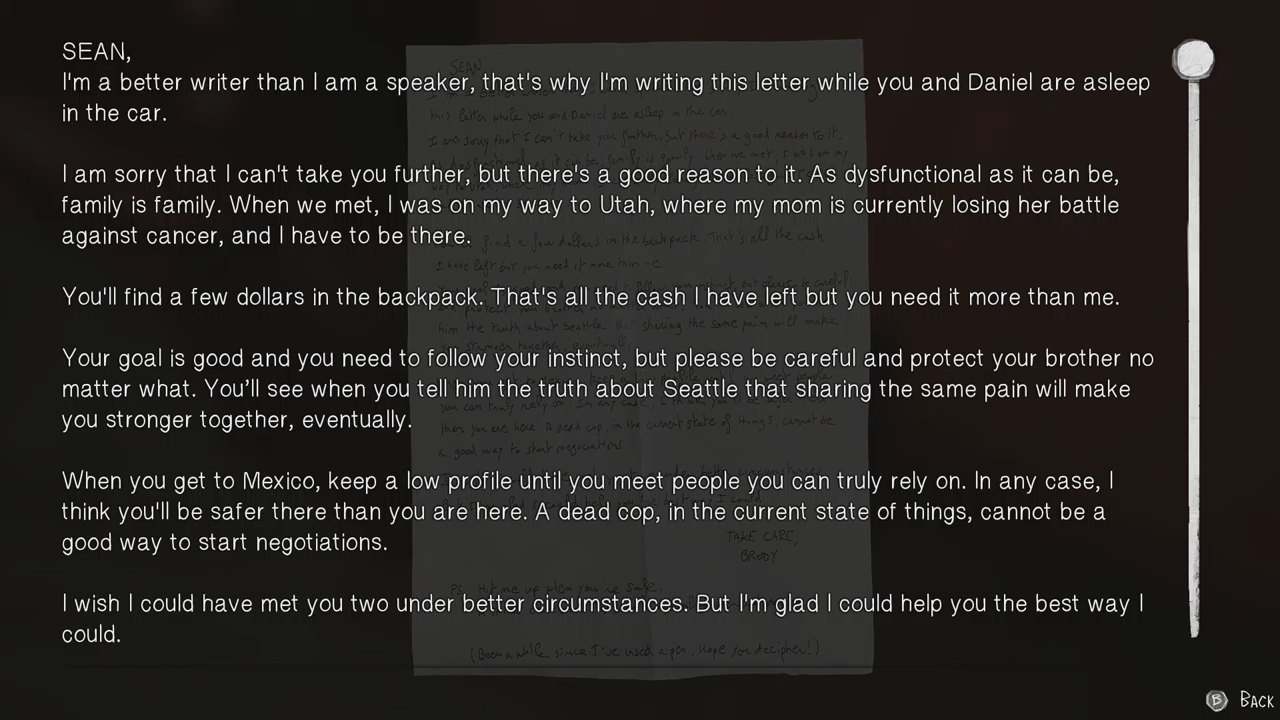 SEAN,
I'm a better writer than I am a speaker, that's why I'm writing this letter while you and Daniel are asleep
in the car.
I am sorry that I can't take you further, but there's a good reason to it. As dysfunctional as it can be,
family is family. When we met, I was on my way to Utah, where my mom is currently losing her battle
against cancer, and I have to be there.
You'll find a few dollars in the backpack. That's all the cash I have left but you need it more than me.
Your goal is good and you need to follow your instinct, but please be careful and protect your brother no
matter what. You'll see when you tell him the truth about Seattle that sharing the same pain will make
you stronger together, eventually.
When you get to Mexico, keep a low profile until you meet people you can truly rely on. In any case, I
think you'll be safer there than you are here. A dead cop, in the current state of things, cannot be a
good way to start negotiations.
I wish I could have met you two under better circumstances. But I'm glad I could help you the best way I
could.
TAKE CARE,
BRODY
PS: Hit me up when you're safe.
(Been a while since I've used a pen. Hope you decipher!)
B BACK